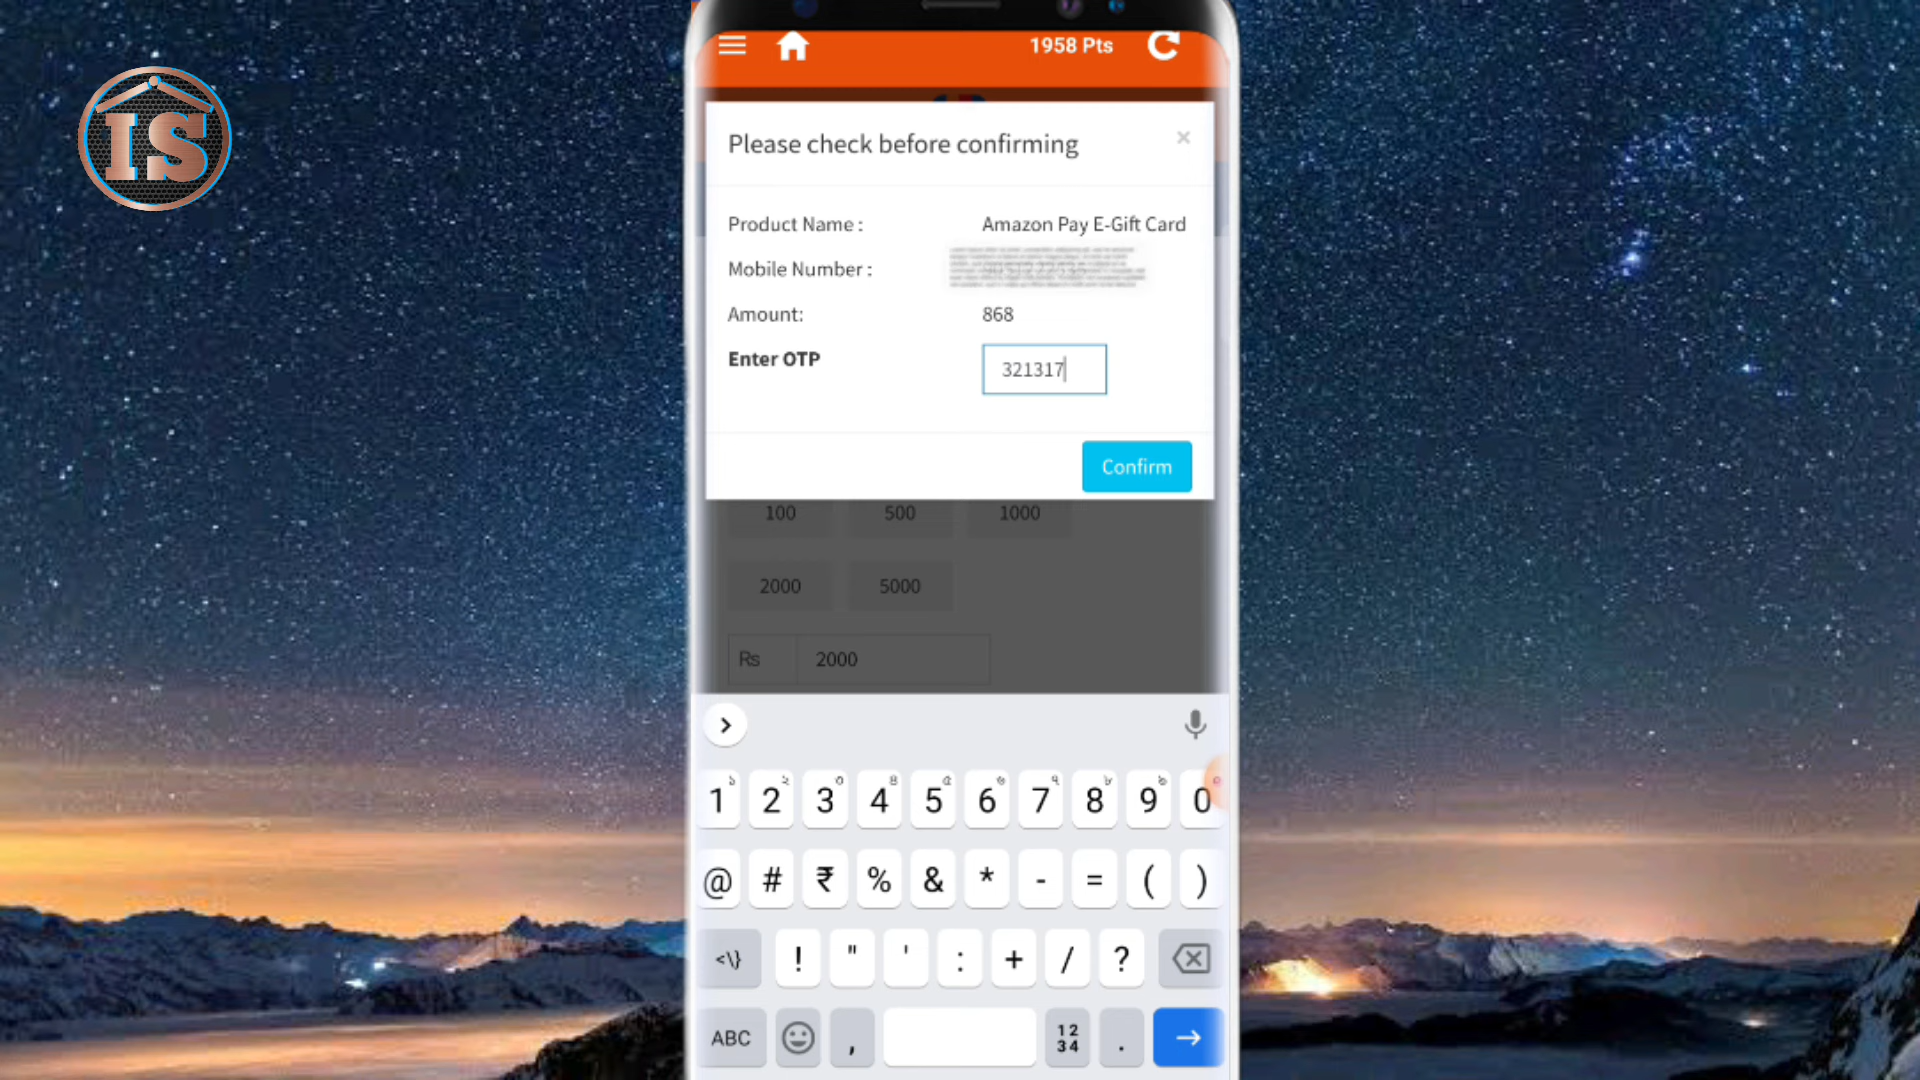 IS
1958 Pts
Please check before confirming
×
Product Name : Amazon Pay E-Gift Card
Mobile Number :
Amount: 868
Enter OTP 321317
Confirm
100 500 1000
2000 5000
Rs 2000
1 2 3 4 5 6 7 8 9 0
@ # ₹ % & * - = ( )
<\} ! " ' : + / ?
ABC , 12 34 .